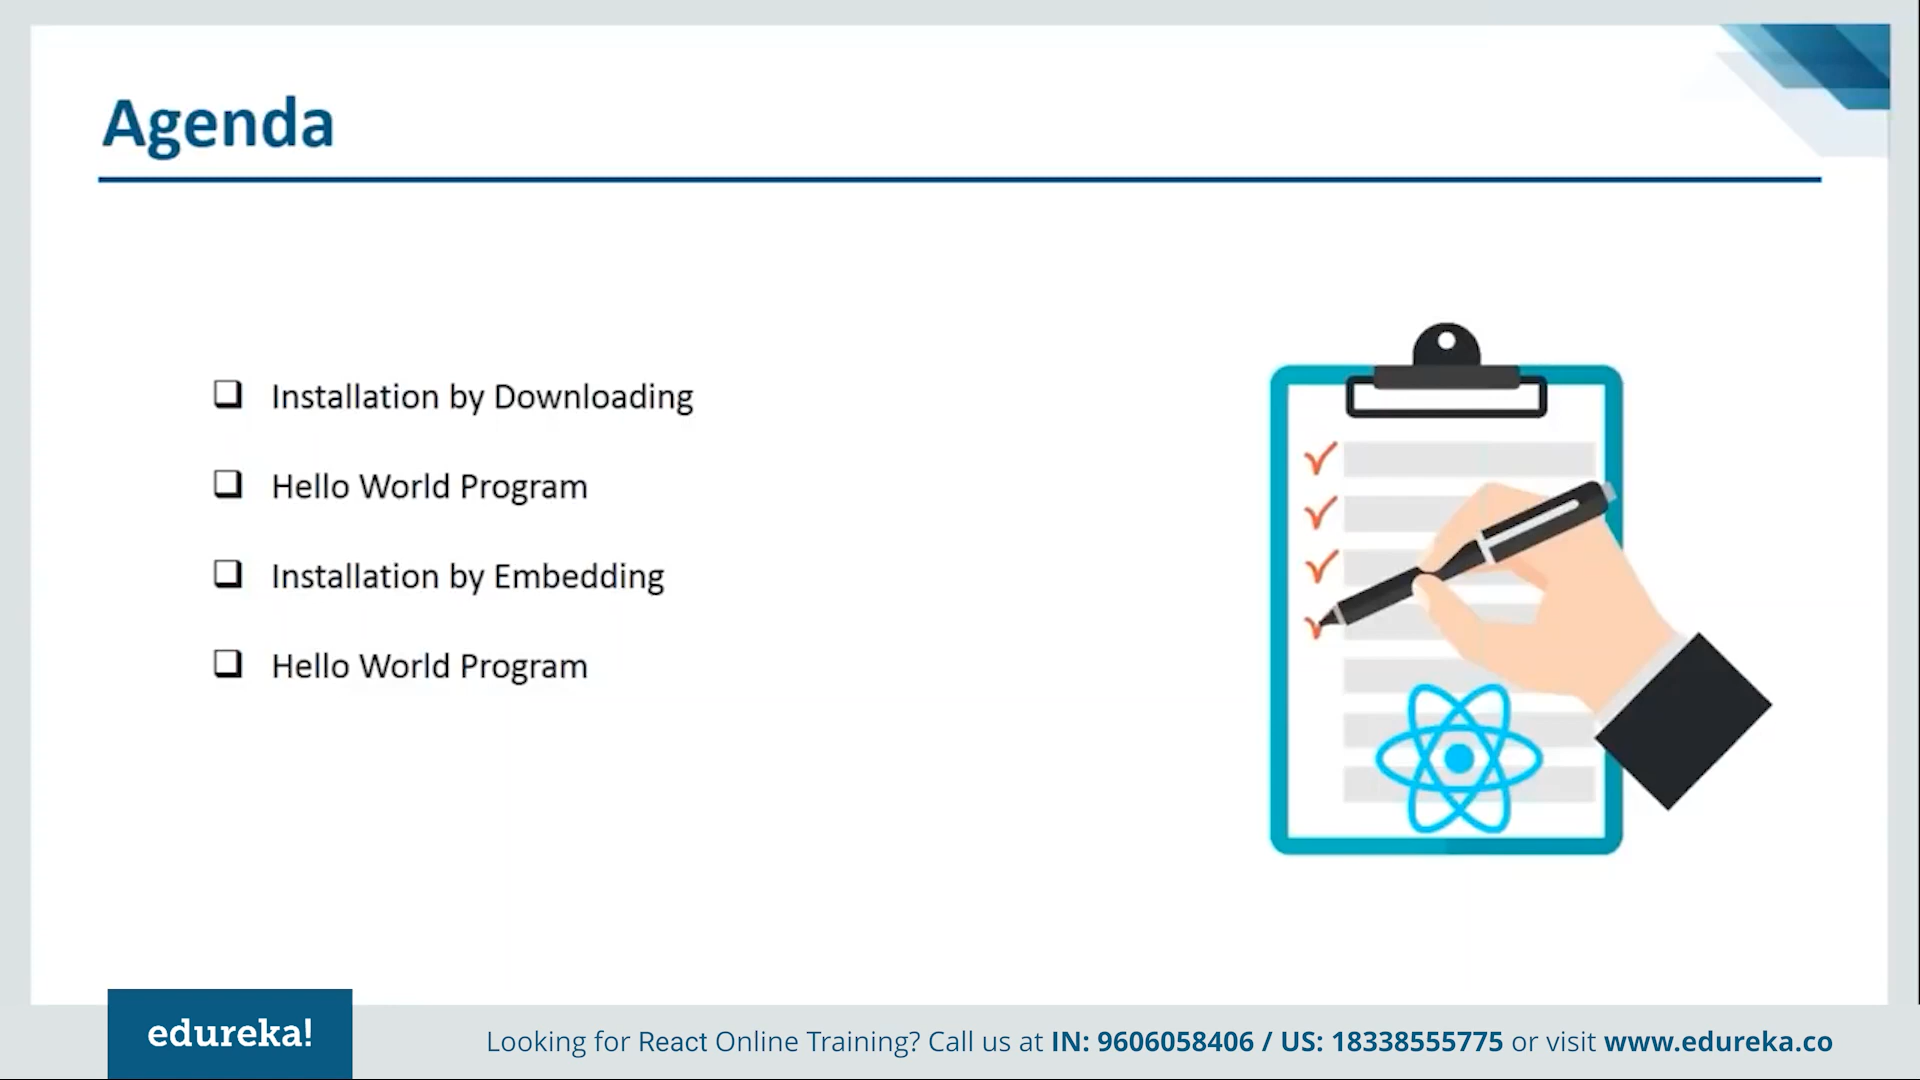 Agenda
Installation by Downloading
Hello World Program
Installation by Embedding
Hello World Program
edureka!
Looking for React Online Training? Call us at IN: 9606058406 / US: 18338555775 or visit www.edureka.co